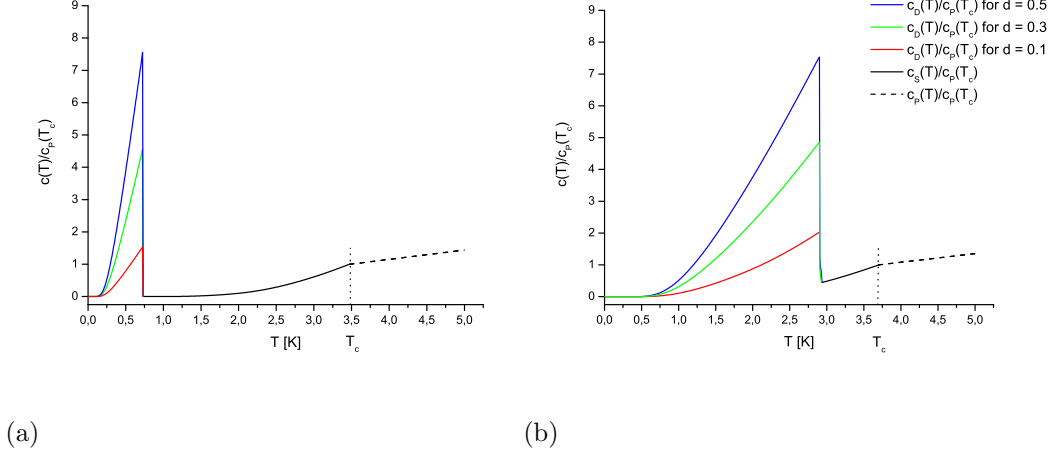 c(T)/c_P(T_c)
9
8
7
6
5
4
3
2
1
0
0,0 0,5 1,0 1,5 2,0 2,5 3,0 3,5 4,0 4,5 5,0
T [K]
T_c
(a)
c(T)/c_P(T_c)
9
8
7
6
5
4
3
2
1
0
0,0 0,5 1,0 1,5 2,0 2,5 3,0 3,5 4,0 4,5 5,0
T [K]
T_c
c_D(T)/c_P(T_c) for d = 0.5
c_D(T)/c_P(T_c) for d = 0.3
c_D(T)/c_P(T_c) for d = 0.1
c_S(T)/c_P(T_c)
c_P(T)/c_P(T_c)
(b)